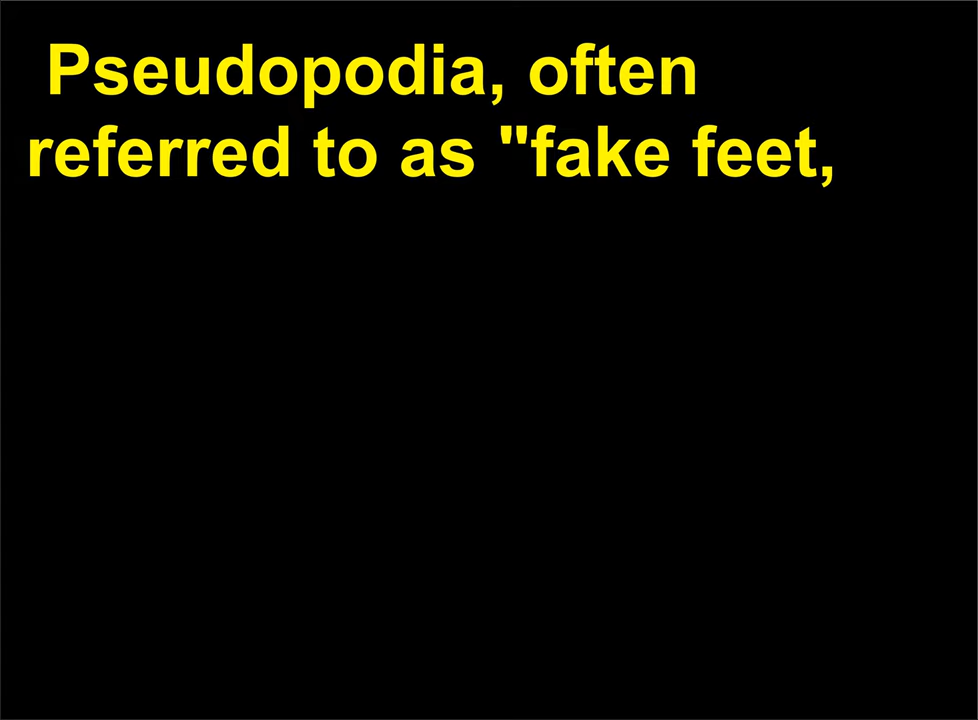 Pseudopodia, often
referred to as "fake feet,